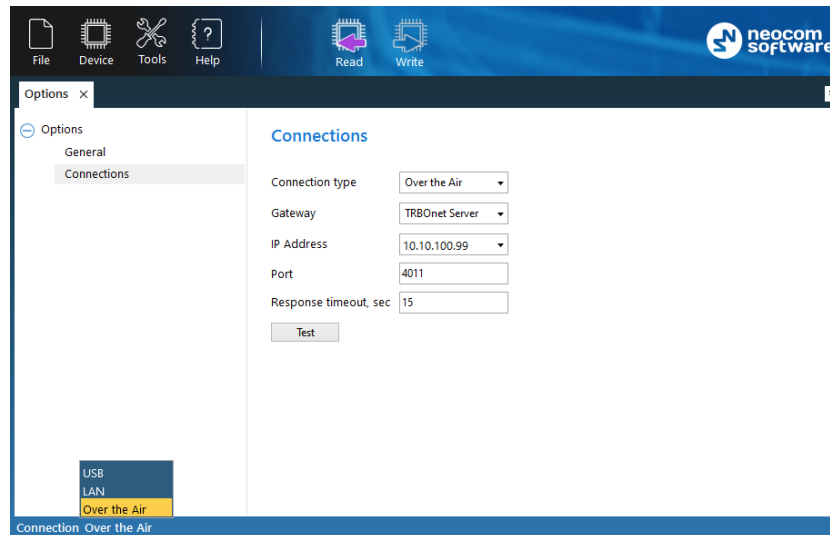 File Device Tools ? Help Read Write
neocom
software
Options ×
Options
General
Connections
Connections
Connection type Over the Air
Gateway TRBOnet Server
IP Address 10.10.100.99
Port 4011
Response timeout, sec 15
Test
USB
LAN
Over the Air
Connection Over the Air